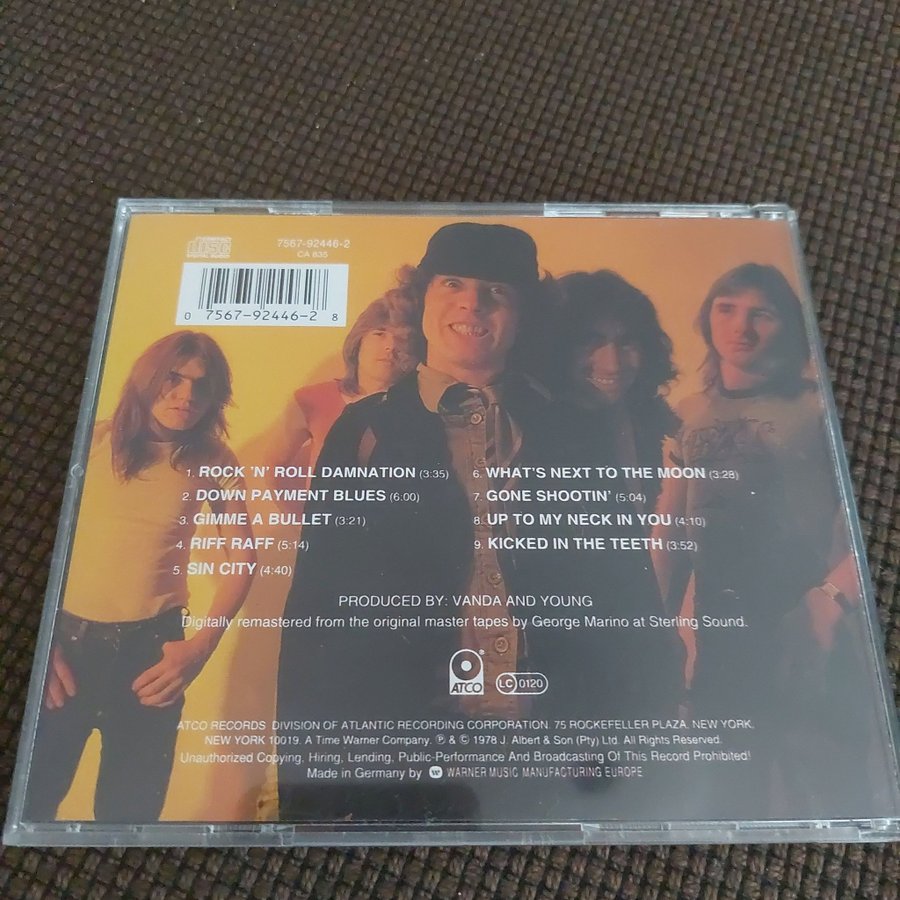 COMPACT
disc
DIGITAL AUDIO
7567-92446-2
CA 835
0 7567-92446-2 8
1. ROCK 'N' ROLL DAMNATION (3:35)
2. DOWN PAYMENT BLUES (6:00)
3. GIMME A BULLET (3:21)
4. RIFF RAFF (5:14)
5. SIN CITY (4:40)
6. WHAT'S NEXT TO THE MOON (3:28)
7. GONE SHOOTIN' (5:04)
8. UP TO MY NECK IN YOU (4:10)
9. KICKED IN THE TEETH (3:52)
PRODUCED BY: VANDA AND YOUNG
Digitally remastered from the original master tapes by George Marino at Sterling Sound.
ATCO®
LC 0120
ATCO RECORDS DIVISION OF ATLANTIC RECORDING CORPORATION. 75 ROCKEFELLER PLAZA, NEW YORK,
NEW YORK 10019. A Time Warner Company. ℗ & © 1978 J. Albert & Son (Pty) Ltd. All Rights Reserved.
Unauthorized Copying, Hiring, Lending, Public-Performance And Broadcasting Of This Record Prohibited!
Made in Germany by WARNER MUSIC MANUFACTURING EUROPE